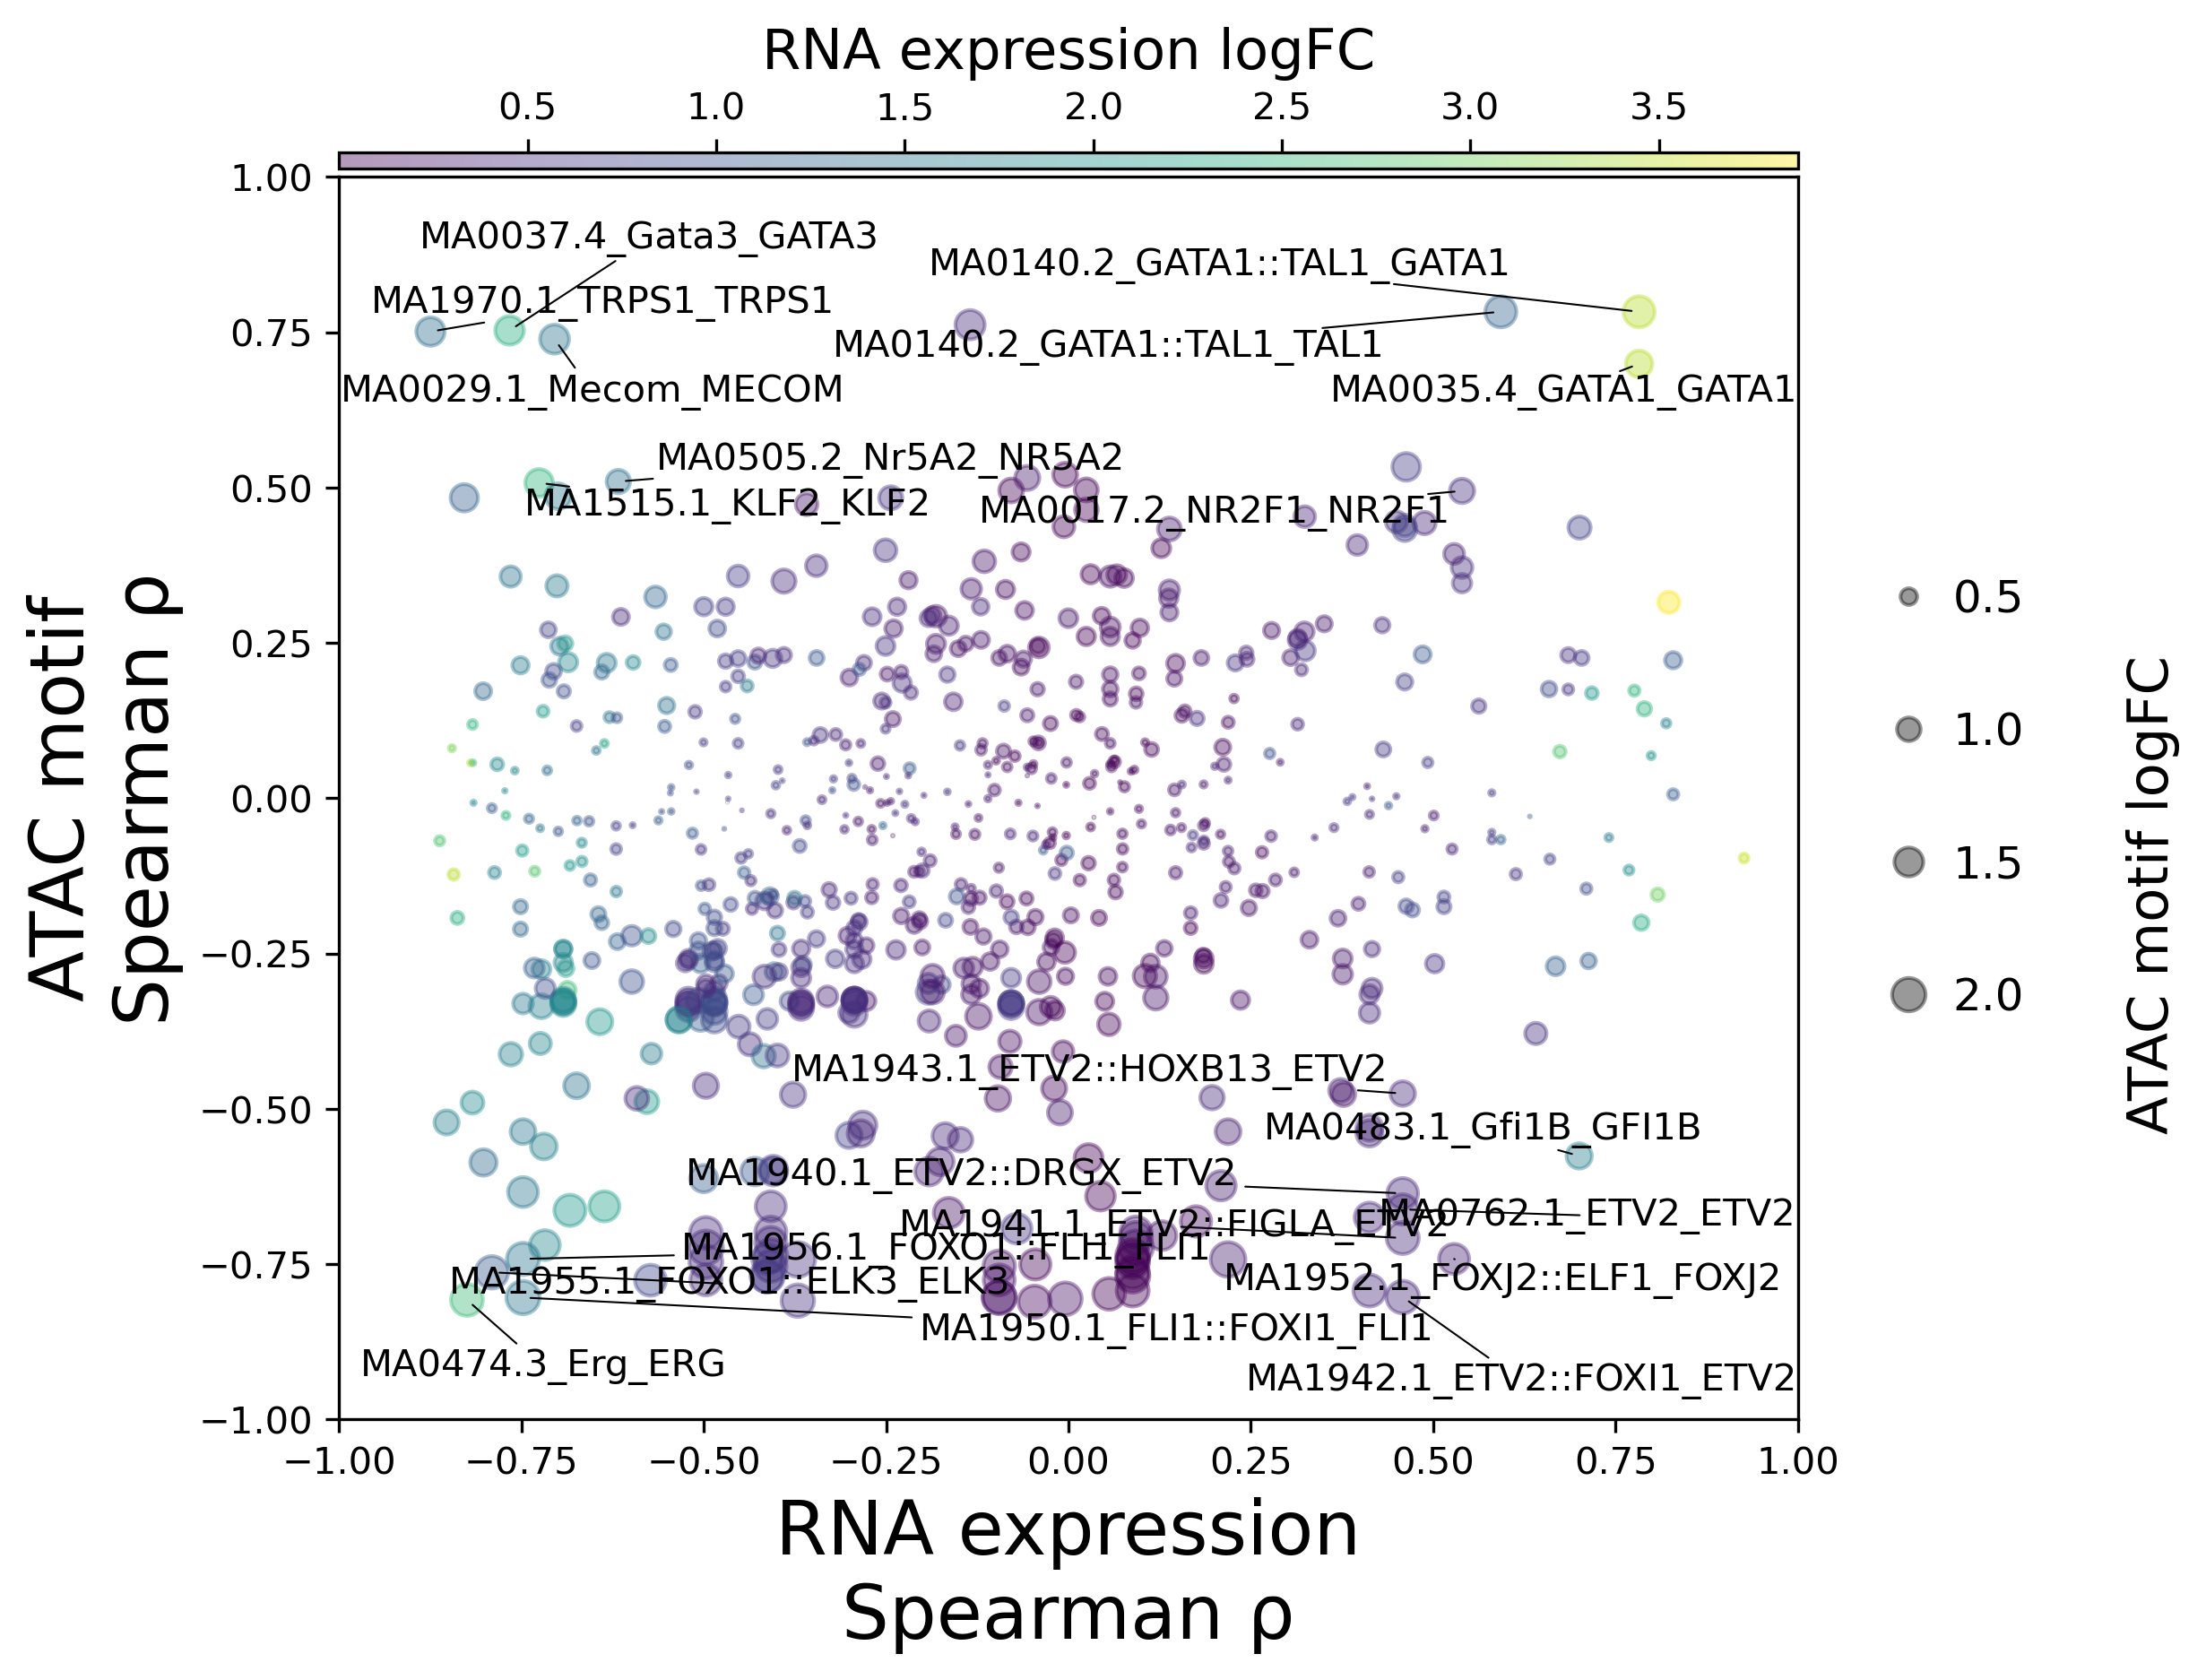 RNA expression logFC
0.5 1.0 1.5 2.0 2.5 3.0 3.5
1.00
MA0037.4_Gata3_GATA3
MA0140.2_GATA1::TAL1_GATA1
MA1970.1_TRPS1_TRPS1
0.75
MA0140.2_GATA1::TAL1_TAL1
MA0029.1_Mecom_MECOM
MA0035.4_GATA1_GATA1
MA0505.2_Nr5A2_NR5A2
0.50
MA1515.1_KLF2_KLF2
MA0017.2_NR2F1_NR2F1
0.25
0.00
−0.25
MA1943.1_ETV2::HOXB13_ETV2
−0.50
MA0483.1_Gfi1B_GFI1B
MA1940.1_ETV2::DRGX_ETV2
MA0762.1_ETV2_ETV2
MA1941.1_ETV2::FIGLA_ETV2
MA1956.1_FOXO1::FLI1_FLI1
−0.75
MA1955.1_FOXO1::ELK3_ELK3
MA1952.1_FOXJ2::ELF1_FOXJ2
MA1950.1_FLI1::FOXI1_FLI1
MA0474.3_Erg_ERG
MA1942.1_ETV2::FOXI1_ETV2
−1.00
−1.00 −0.75 −0.50 −0.25 0.00 0.25 0.50 0.75 1.00
RNA expression
Spearman ρ
ATAC motif
Spearman ρ
0.5
1.0
1.5
2.0
ATAC motif logFC